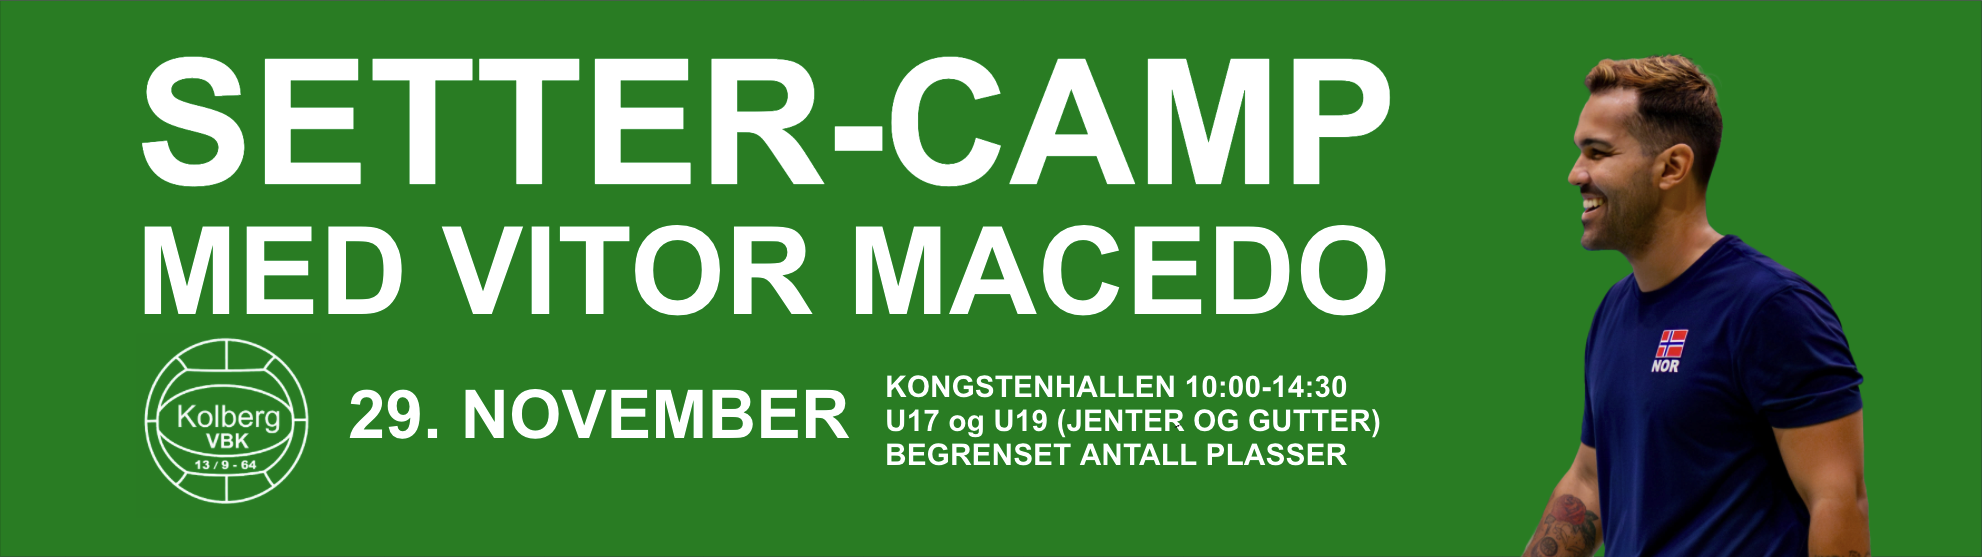 SETTER-CAMP
MED VITOR MACEDO
Kolberg
VBK
13 / 9 - 64
29. NOVEMBER
KONGSTENHALLEN 10:00-14:30
U17 og U19 (JENTER OG GUTTER)
BEGRENSET ANTALL PLASSER
NOR